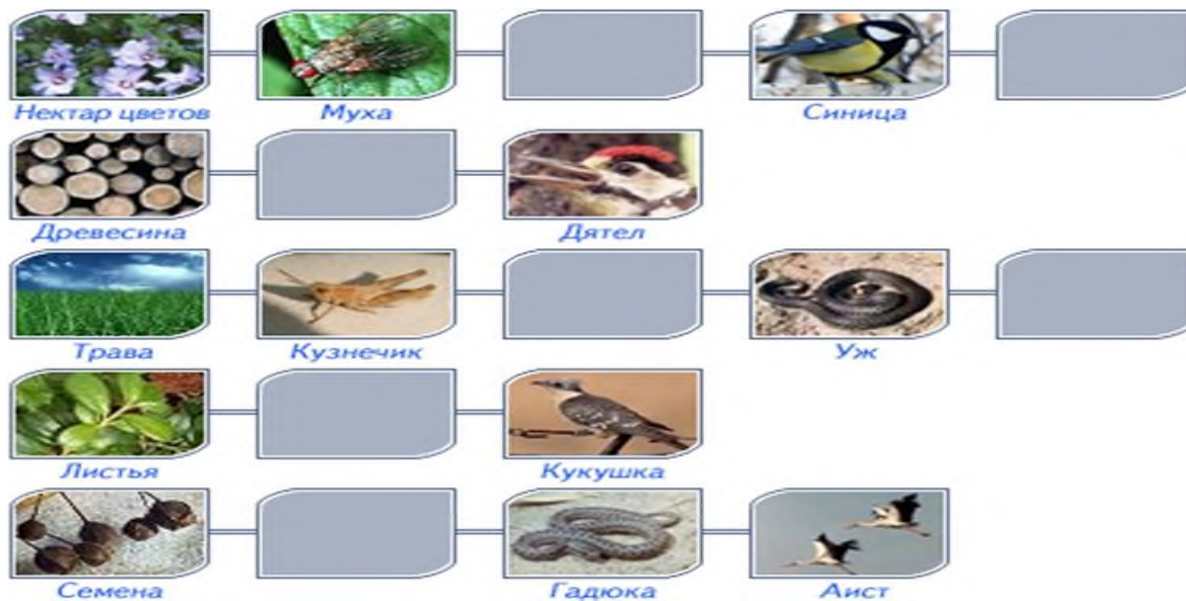 Нектар цветов Муха Синица
Древесина Дятел
Трава Кузнечик Уж
Листья Кукушка
Семена Гадюка Аист